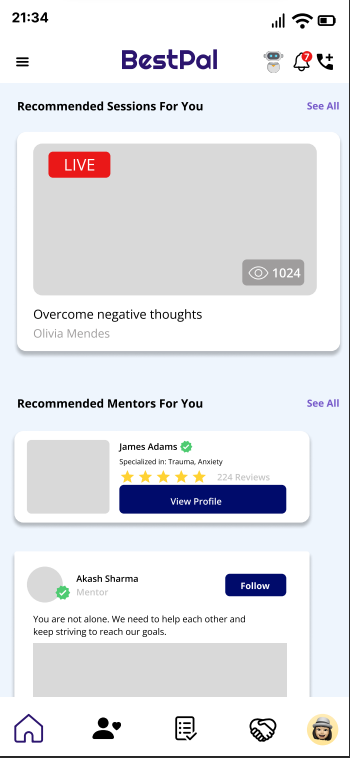 21:34
BestPal
7
Recommended Sessions For You
See All
LIVE
1024
Overcome negative thoughts
Olivia Mendes
Recommended Mentors For You
See All
James Adams
Specialized in: Trauma, Anxiety
224 Reviews
View Profile
Akash Sharma
Mentor
Follow
You are not alone. We need to help each other and
keep striving to reach our goals.